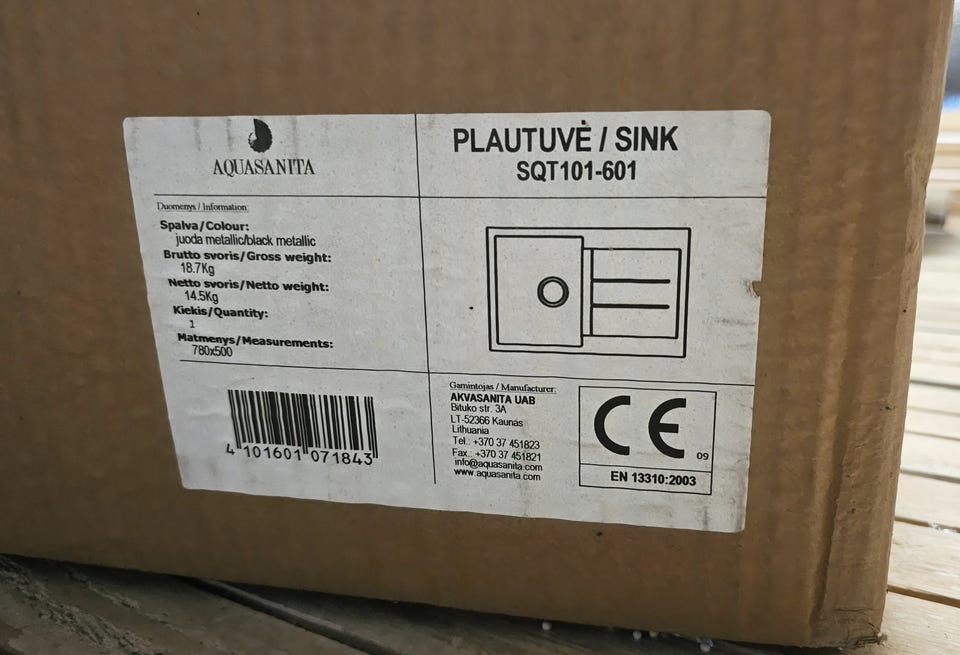 AQUASANITA
PLAUTUVĖ / SINK
SQT101-601
Duomenys / Information:
Spalva/Colour:
juoda metallic/black metallic
Brutto svoris/Gross weight:
18.7Kg
Netto svoris/Netto weight:
14.5Kg
Kiekis/Quantity:
1
Matmenys/Measurements:
780x500
4 101601 071843
Gamintojas / Manufacturer:
AKVASANITA UAB
Bituko str. 3A
LT-52366 Kaunas
Lithuania
Tel.: +370 37 451823
Fax.: +370 37 451821
info@aquasanita.com
www.aquasanita.com
CE
09
EN 13310:2003